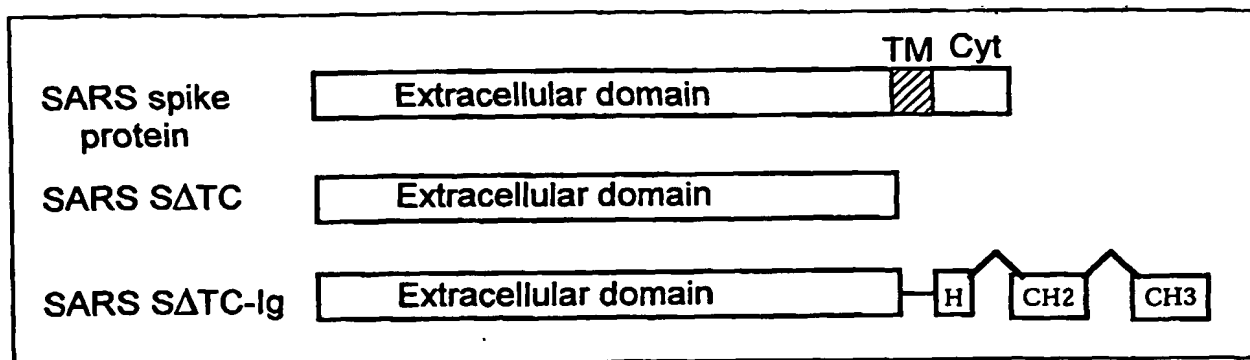 TM Cyt
SARS spike protein
Extracellular domain
SARS SΔTC
Extracellular domain
SARS SΔTC-Ig
Extracellular domain
H
CH2
CH3